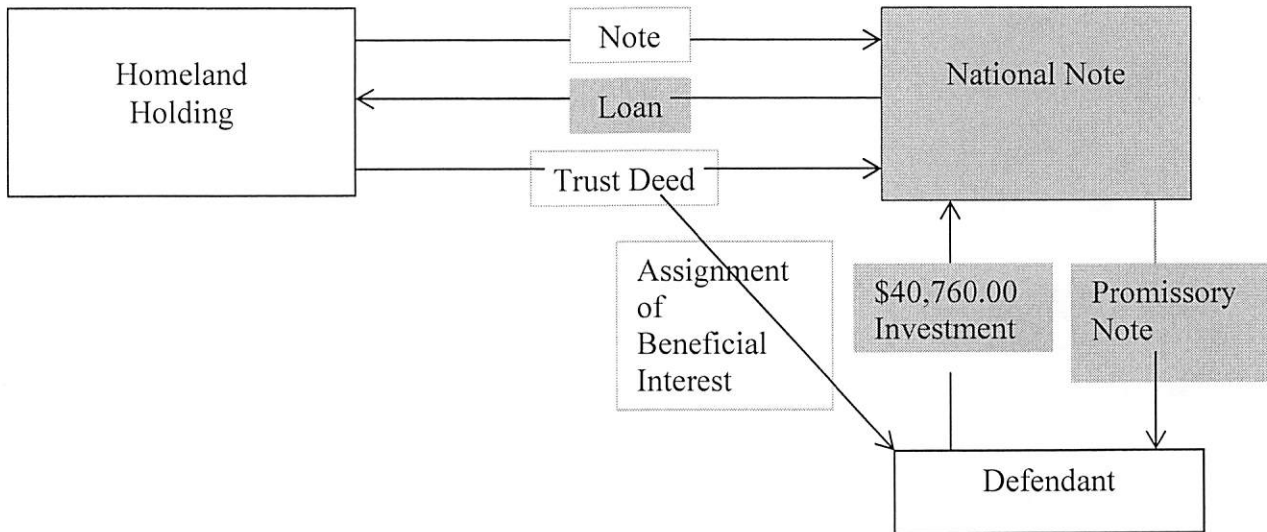 Homeland
Holding
Note
Loan
Trust Deed
National Note
Assignment
of
Beneficial
Interest
$40,760.00
Investment
Promissory
Note
Defendant